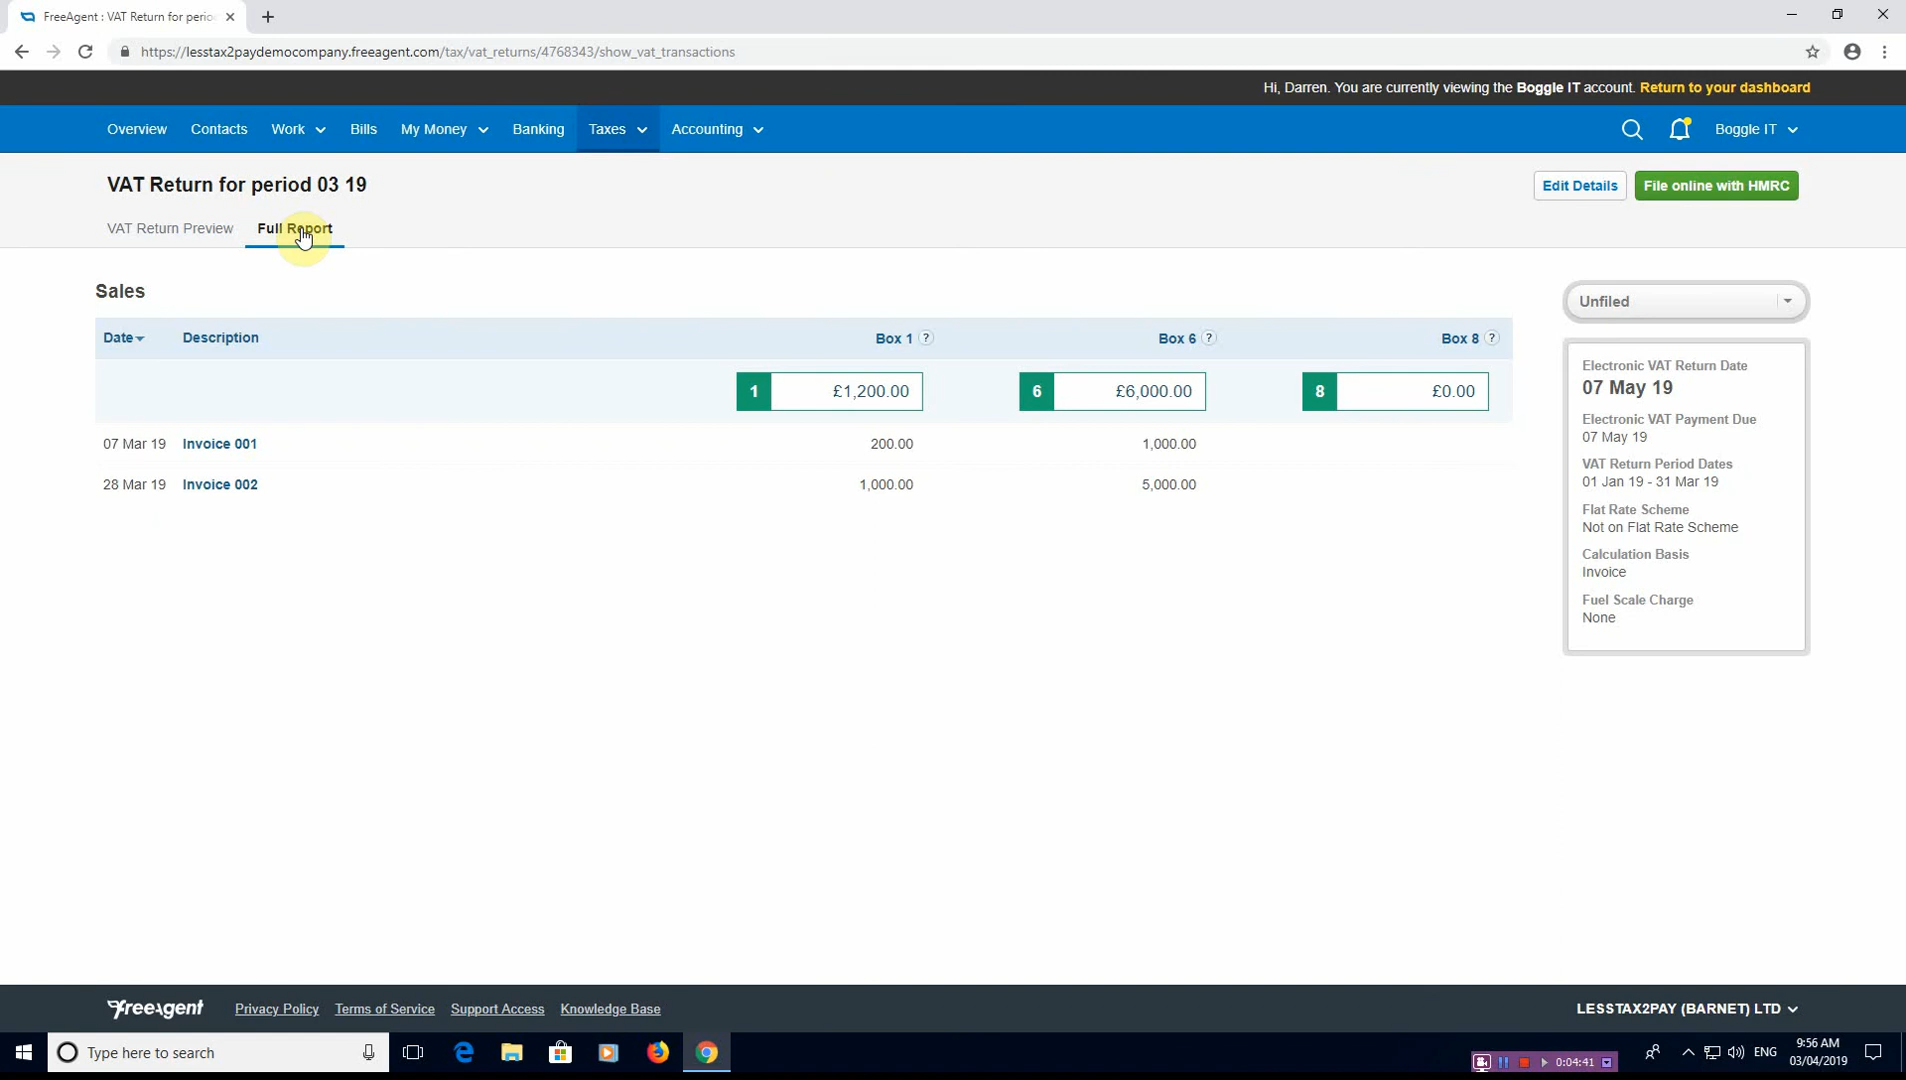 FreeAgent : VAT Return for perio
https://lesstax2paydemocompany.freeagent.com/tax/vat_returns/4768343/show_vat_transactions
Hi, Darren. You are currently viewing the Boggle IT account. Return to your dashboard
Overview Contacts Work Bills My Money Banking Taxes Accounting Boggle IT
VAT Return for period 03 19
Edit Details File online with HMRC
VAT Return Preview Full Report
Sales
Date Description Box 1 ? Box 6 ? Box 8 ?
1 £1,200.00 6 £6,000.00 8 £0.00
07 Mar 19 Invoice 001 200.00 1,000.00
28 Mar 19 Invoice 002 1,000.00 5,000.00
Unfiled
Electronic VAT Return Date
07 May 19
Electronic VAT Payment Due
07 May 19
VAT Return Period Dates
01 Jan 19 - 31 Mar 19
Flat Rate Scheme
Not on Flat Rate Scheme
Calculation Basis
Invoice
Fuel Scale Charge
None
freeagent Privacy Policy Terms of Service Support Access Knowledge Base LESSTAX2PAY (BARNET) LTD
Type here to search
0:04:41
ENG
9:56 AM
03/04/2019